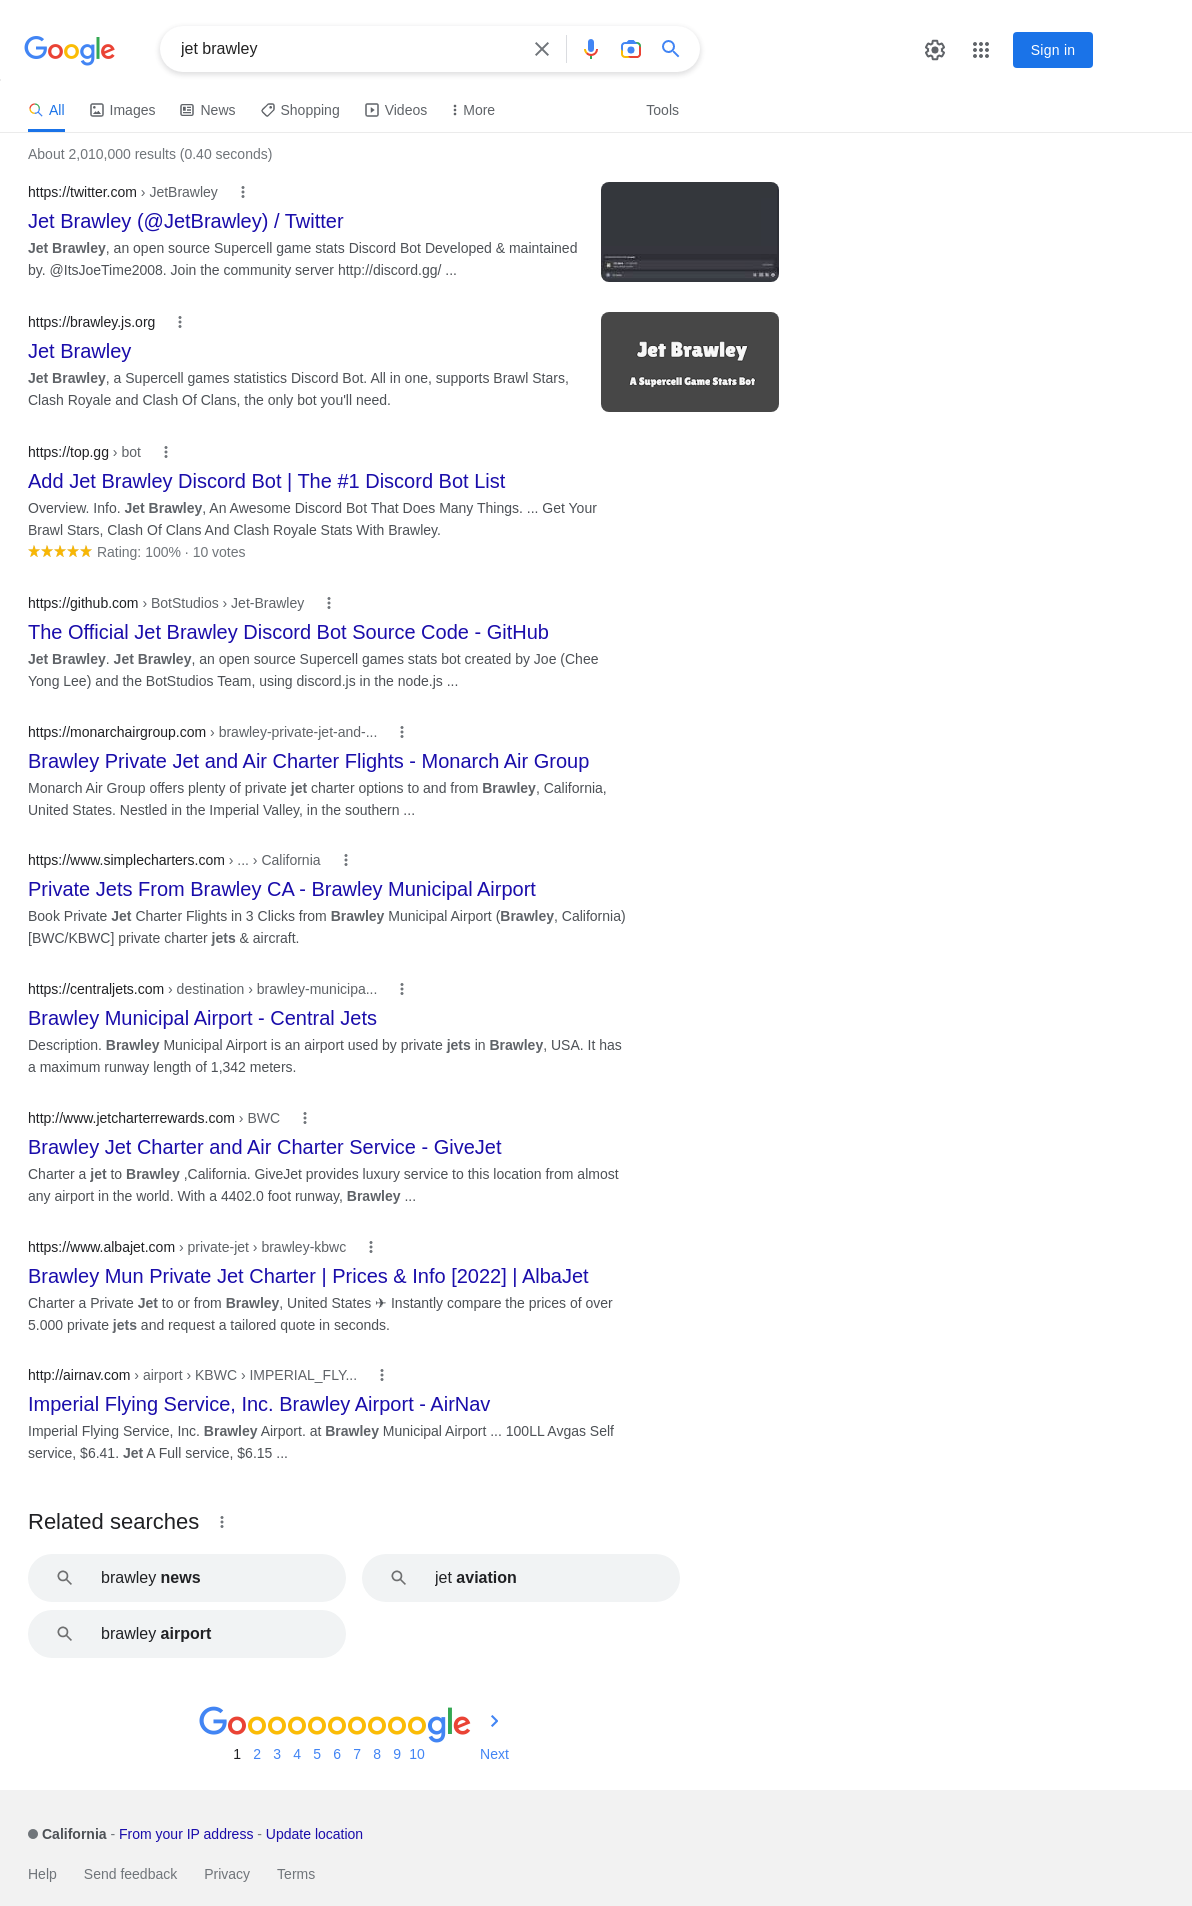 Google
jet brawley
Sign in
All
Images
News
Shopping
Videos
More
Tools
About 2,010,000 results (0.40 seconds)
https://twitter.com › JetBrawley
Jet Brawley (@JetBrawley) / Twitter
Jet Brawley, an open source Supercell game stats Discord Bot Developed & maintained
by. @ItsJoeTime2008. Join the community server http://discord.gg/ ...
https://brawley.js.org
Jet Brawley
Jet Brawley, a Supercell games statistics Discord Bot. All in one, supports Brawl Stars,
Clash Royale and Clash Of Clans, the only bot you'll need.
Jet Brawley
A Supercell Game Stats Bot
https://top.gg › bot
Add Jet Brawley Discord Bot | The #1 Discord Bot List
Overview. Info. Jet Brawley, An Awesome Discord Bot That Does Many Things. ... Get Your
Brawl Stars, Clash Of Clans And Clash Royale Stats With Brawley.
★★★★★ Rating: 100% · 10 votes
https://github.com › BotStudios › Jet-Brawley
The Official Jet Brawley Discord Bot Source Code - GitHub
Jet Brawley. Jet Brawley, an open source Supercell games stats bot created by Joe (Chee
Yong Lee) and the BotStudios Team, using discord.js in the node.js ...
https://monarchairgroup.com › brawley-private-jet-and-...
Brawley Private Jet and Air Charter Flights - Monarch Air Group
Monarch Air Group offers plenty of private jet charter options to and from Brawley, California,
United States. Nestled in the Imperial Valley, in the southern ...
https://www.simplecharters.com › ... › California
Private Jets From Brawley CA - Brawley Municipal Airport
Book Private Jet Charter Flights in 3 Clicks from Brawley Municipal Airport (Brawley, California)
[BWC/KBWC] private charter jets & aircraft.
https://centraljets.com › destination › brawley-municipa...
Brawley Municipal Airport - Central Jets
Description. Brawley Municipal Airport is an airport used by private jets in Brawley, USA. It has
a maximum runway length of 1,342 meters.
http://www.jetcharterrewards.com › BWC
Brawley Jet Charter and Air Charter Service - GiveJet
Charter a jet to Brawley ,California. GiveJet provides luxury service to this location from almost
any airport in the world. With a 4402.0 foot runway, Brawley ...
https://www.albajet.com › private-jet › brawley-kbwc
Brawley Mun Private Jet Charter | Prices & Info [2022] | AlbaJet
Charter a Private Jet to or from Brawley, United States ✈ Instantly compare the prices of over
5.000 private jets and request a tailored quote in seconds.
http://airnav.com › airport › KBWC › IMPERIAL_FLY...
Imperial Flying Service, Inc. Brawley Airport - AirNav
Imperial Flying Service, Inc. Brawley Airport. at Brawley Municipal Airport ... 100LL Avgas Self
service, $6.41. Jet A Full service, $6.15 ...
Related searches
brawley news
jet aviation
brawley airport
Goooooooooogle
1 2 3 4 5 6 7 8 9 10 Next
California - From your IP address - Update location
Help Send feedback Privacy Terms